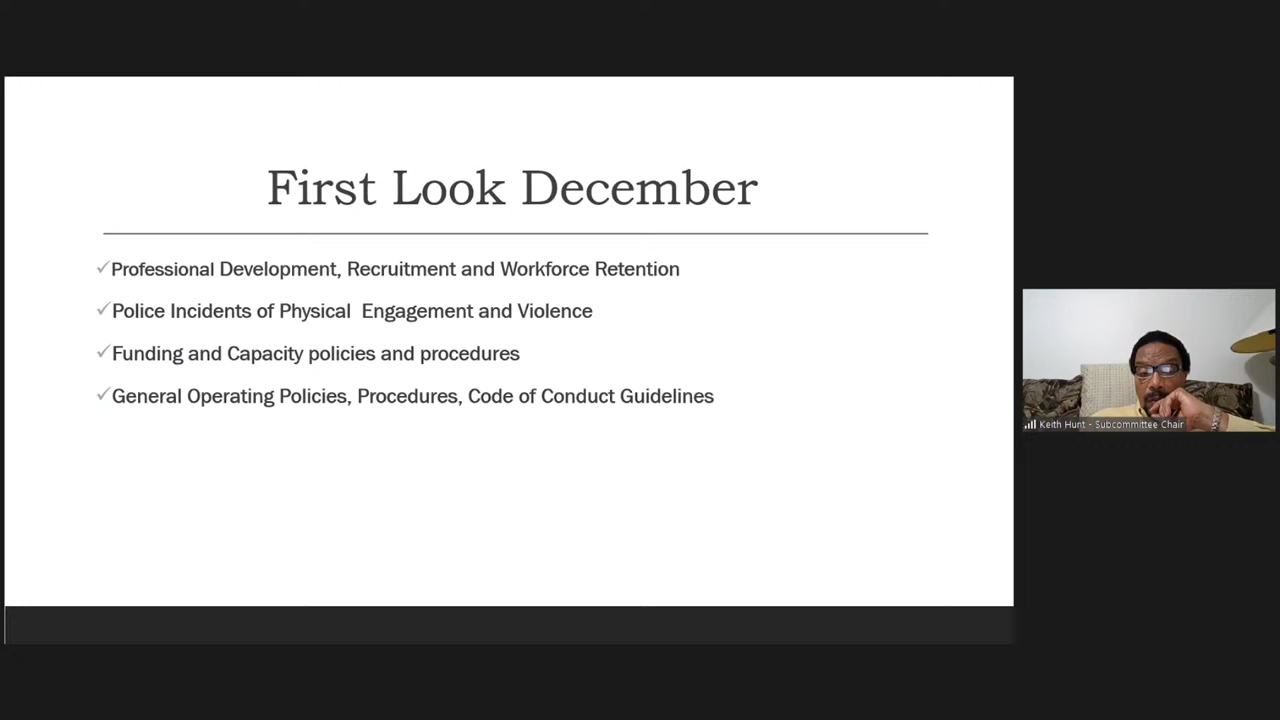 First Look December
✓Professional Development, Recruitment and Workforce Retention
✓Police Incidents of Physical  Engagement and Violence
✓Funding and Capacity policies and procedures
✓General Operating Policies, Procedures, Code of Conduct Guidelines
Keith Hunt - Subcommittee Chair